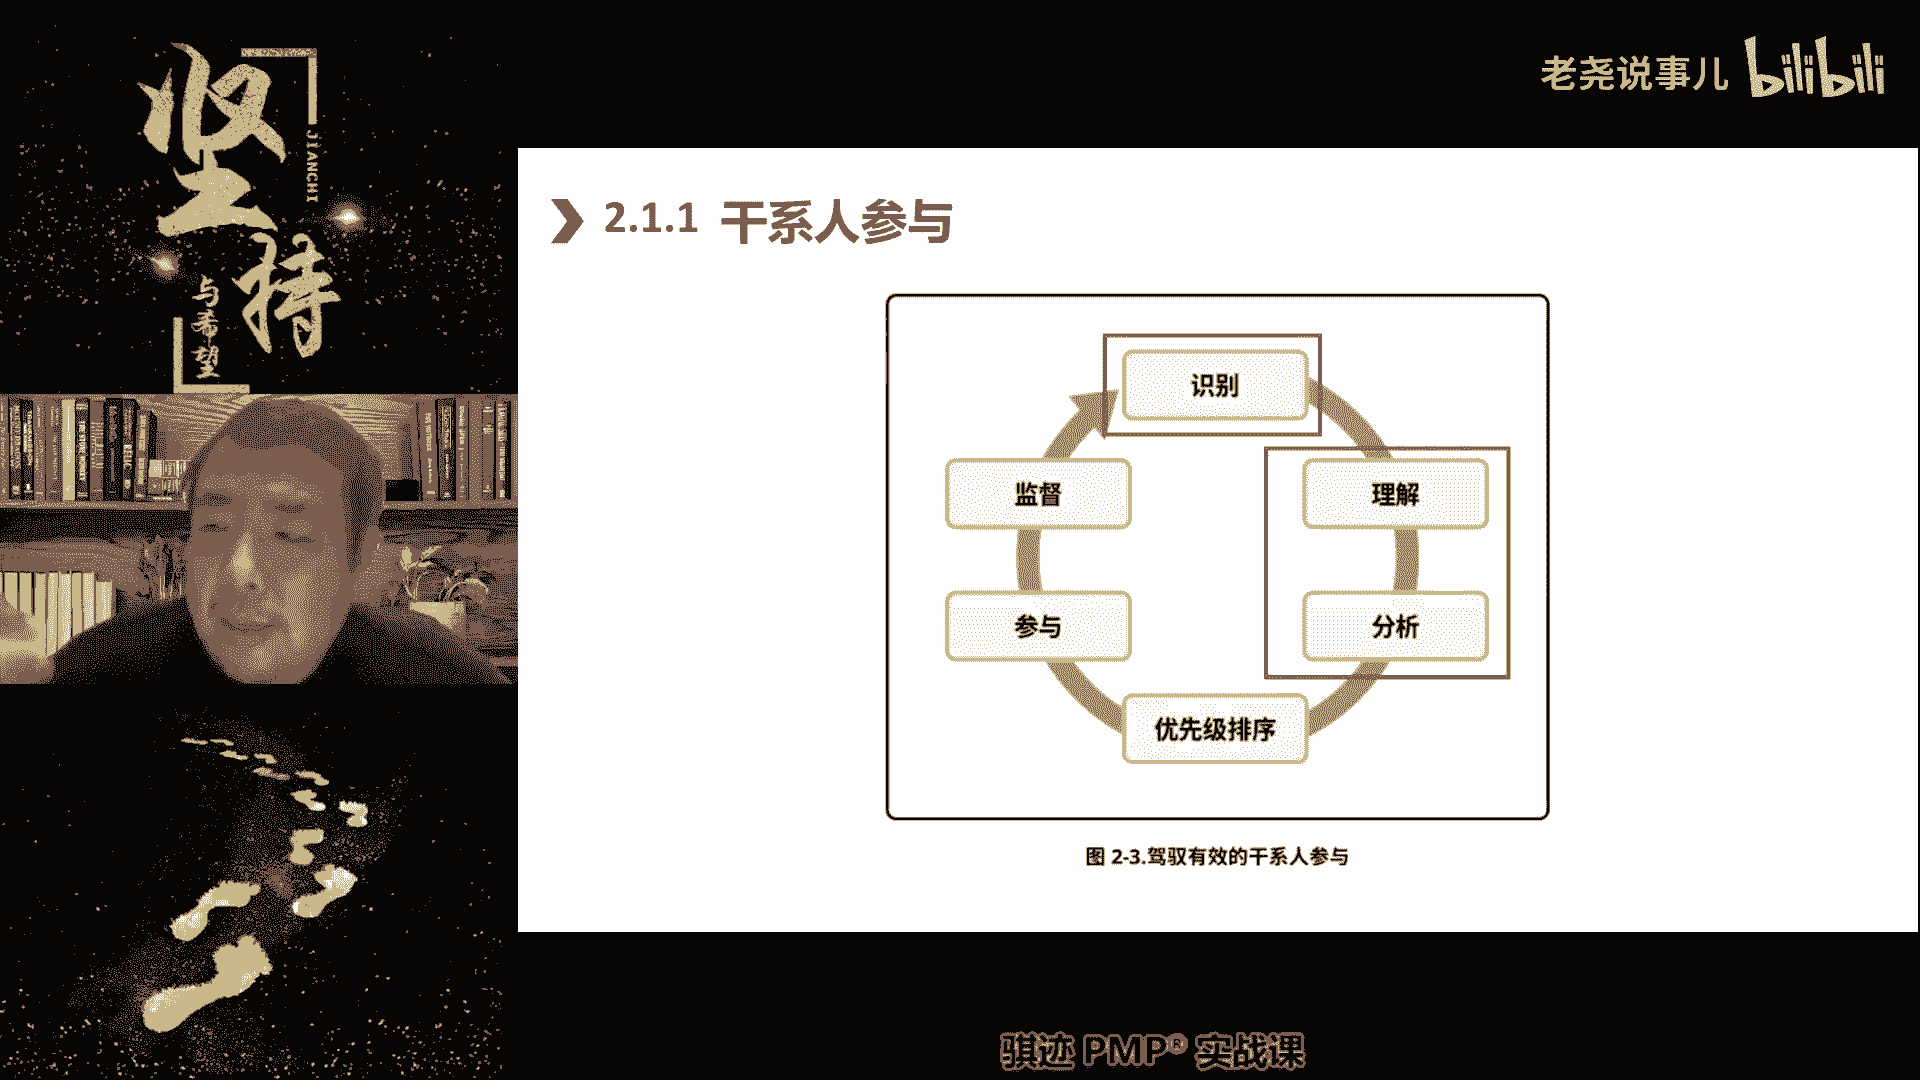 坚持
JIANCHI
与希望
老尧说事儿 bilibili
2.1.1 干系人参与
识别
监督
理解
参与
分析
优先级排序
图 2-3.驾驭有效的干系人参与
骐迹 PMP® 实战课